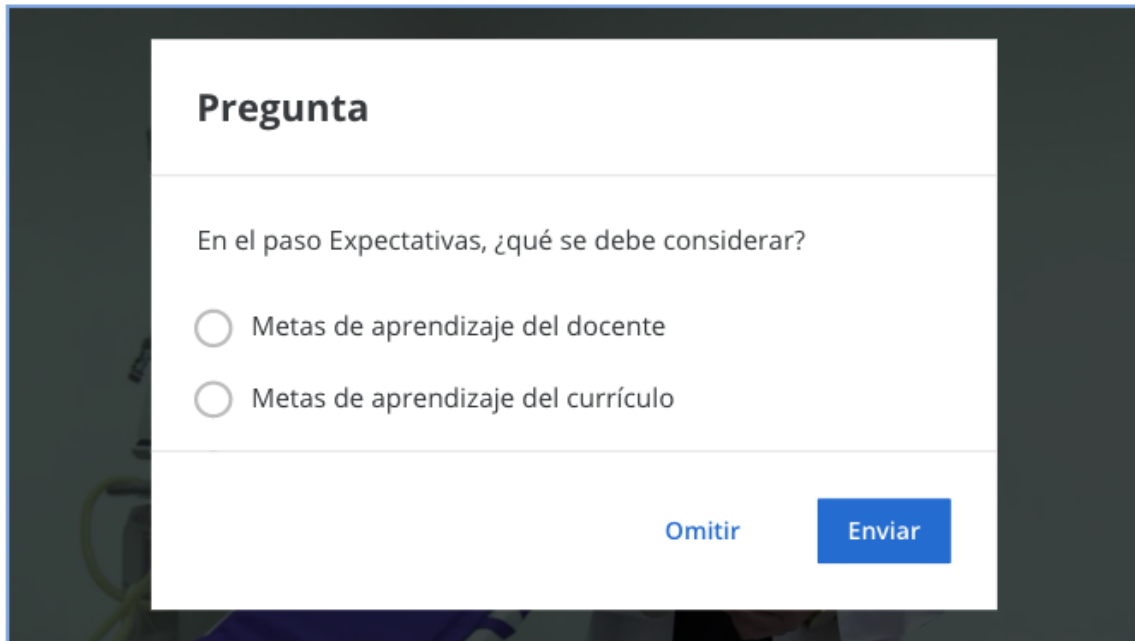 Pregunta
En el paso Expectativas, ¿qué se debe considerar?
Metas de aprendizaje del docente
Metas de aprendizaje del currículo
Omitir
Enviar